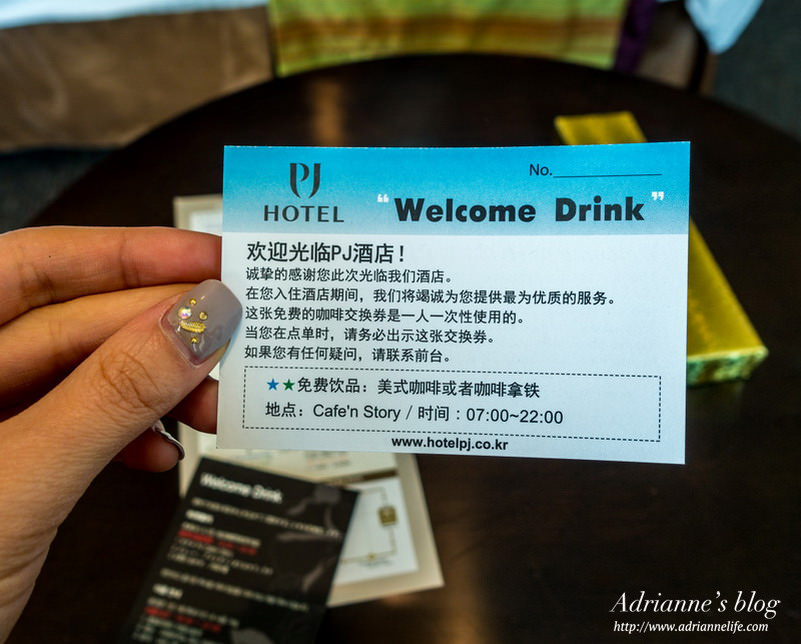 PJ
HOTEL
No.
"Welcome Drink"
欢迎光临PJ酒店！
诚挚的感谢您此次光临我们酒店。
在您入住酒店期间，我们将竭诚为您提供最为优质的服务。
这张免费的咖啡交换券是一人一次性使用的。
当您在点单时，请务必出示这张交换券。
如果您有任何疑问，请联系前台。
★★免费饮品：美式咖啡或者咖啡拿铁
地点：Cafe'n Story / 时间：07:00~22:00
www.hotelpj.co.kr
Welcome Drink
Adrianne's blog
http://www.adriannelife.com